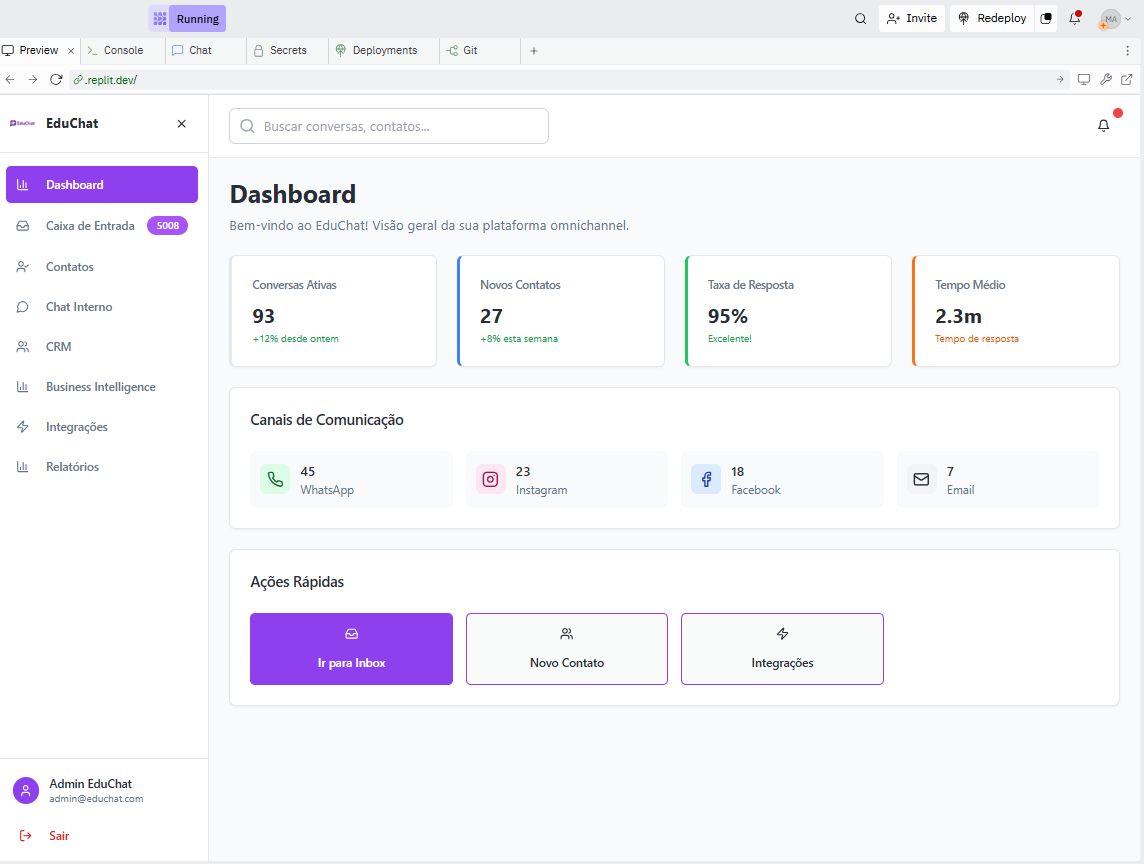 Running
Invite
Redeploy
MA
Preview
Console
Chat
Secrets
Deployments
Git
.replit.dev/
EduChat
EduChat
Buscar conversas, contatos...
Dashboard
Caixa de Entrada 5008
Contatos
Chat Interno
CRM
Business Intelligence
Integrações
Relatórios
Admin EduChat
admin@educhat.com
Sair
Dashboard
Bem-vindo ao EduChat! Visão geral da sua plataforma omnichannel.
Conversas Ativas
93
+12% desde ontem
Novos Contatos
27
+8% esta semana
Taxa de Resposta
95%
Excelente!
Tempo Médio
2.3m
Tempo de resposta
Canais de Comunicação
45
WhatsApp
23
Instagram
18
Facebook
7
Email
Ações Rápidas
Ir para Inbox
Novo Contato
Integrações